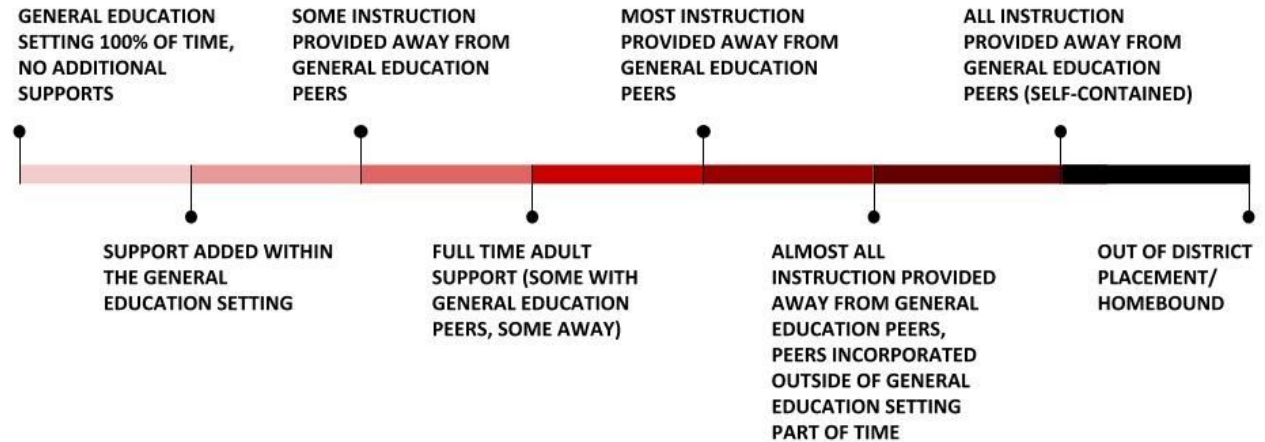 GENERAL EDUCATION
SETTING 100% OF TIME,
NO ADDITIONAL
SUPPORTS
SOME INSTRUCTION
PROVIDED AWAY FROM
GENERAL EDUCATION
PEERS
MOST INSTRUCTION
PROVIDED AWAY FROM
GENERAL EDUCATION
PEERS
ALL INSTRUCTION
PROVIDED AWAY FROM
GENERAL EDUCATION
PEERS (SELF-CONTAINED)
SUPPORT ADDED WITHIN
THE GENERAL
EDUCATION SETTING
FULL TIME ADULT
SUPPORT (SOME WITH
GENERAL EDUCATION
PEERS, SOME AWAY)
ALMOST ALL
INSTRUCTION PROVIDED
AWAY FROM GENERAL
EDUCATION PEERS,
PEERS INCORPORATED
OUTSIDE OF GENERAL
EDUCATION SETTING
PART OF TIME
OUT OF DISTRICT
PLACEMENT/
HOMEBOUND